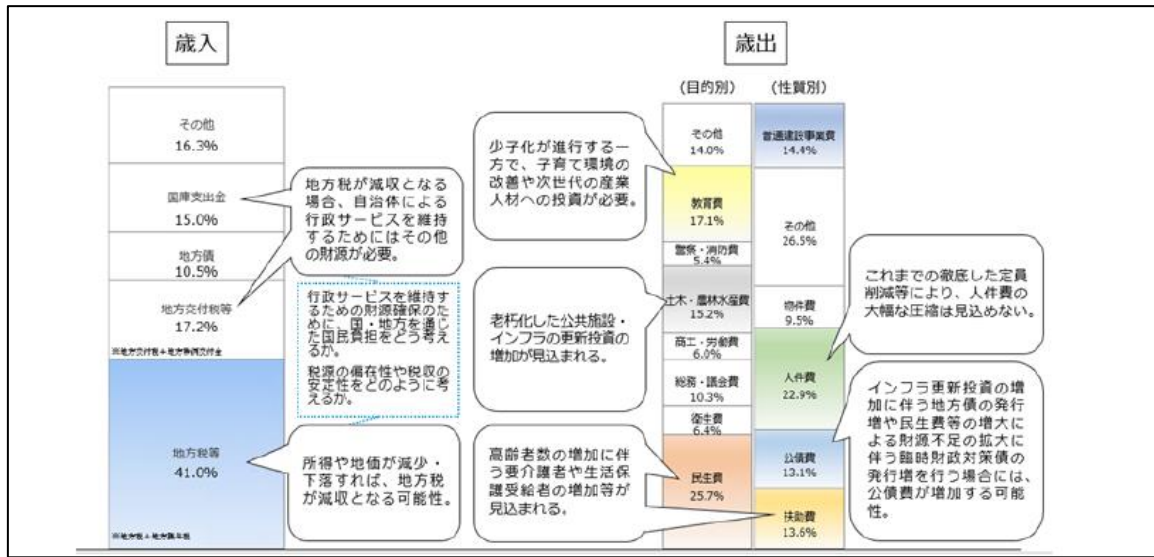 歳入
その他
16.3%
国庫支出金
15.0%
地方債
10.5%
地方交付税等
17.2%
※地方交付税+地方特例交付金
地方税等
41.0%
※地方税+地方譲与税
地方税が減収となる
場合、自治体による
行政サービスを維持
するためにはその他
の財源が必要。
行政サービスを維持す
るための財源確保の
ために、国・地方を通じ
た国民負担をどう考え
るか。
税源の偏在性や税収の
安定性をどのように考
えるか。
所得や地価が減少・
下落すれば、地方税
が減収となる可能性。
歳出
(目的別)
(性質別)
その他
14.0%
教育費
17.1%
警察・消防費
5.4%
土木・農林水産費
15.2%
商工・労働費
6.0%
総務・議会費
10.3%
衛生費
6.4%
民生費
25.7%
普通建設事業費
14.4%
その他
26.5%
物件費
9.5%
人件費
22.9%
公債費
13.1%
扶助費
13.6%
少子化が進行する一
方で、子育て環境の
改善や次世代の産業
人材への投資が必要。
老朽化した公共施設・
インフラの更新投資の
増加が見込まれる。
高齢者数の増加に伴
う要介護者や生活保
護受給者の増加等が
見込まれる。
これまでの徹底した定員
削減等により、人件費の
大幅な圧縮は見込めない。
インフラ更新投資の増
加に伴う地方債の発行
増や民生費等の増大に
よる財源不足の拡大に
伴う臨時財政対策債の
発行増を行う場合には、
公債費が増加する可能
性。